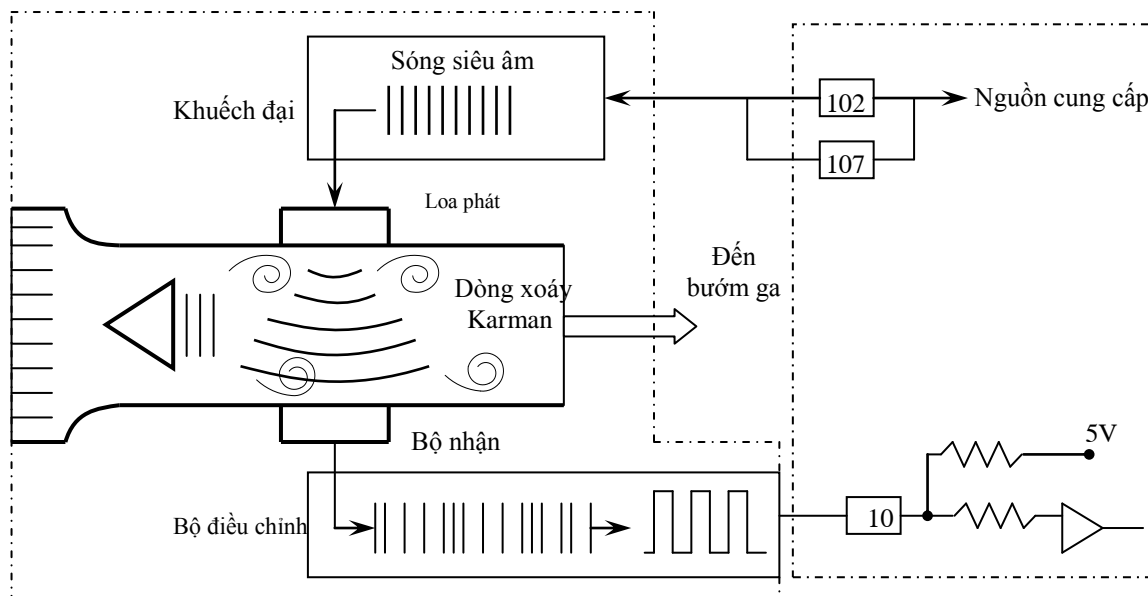 Sóng siêu âm
Khuếch đại
102
Nguồn cung cấp
107
Loa phát
Đến
bướm ga
Dòng xoáy
Karman
Bộ nhận
5V
Bộ điều chỉnh
10